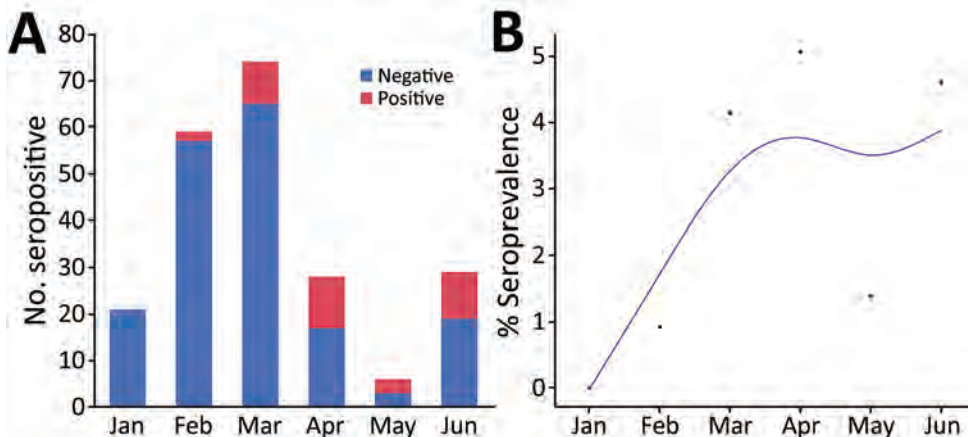 A
No. seropositive
80
70
60
50
40
30
20
10
0
Negative
Positive
Jan Feb Mar Apr May Jun
B
% Seroprevalence
5
4
3
2
1
0
Jan Feb Mar Apr May Jun